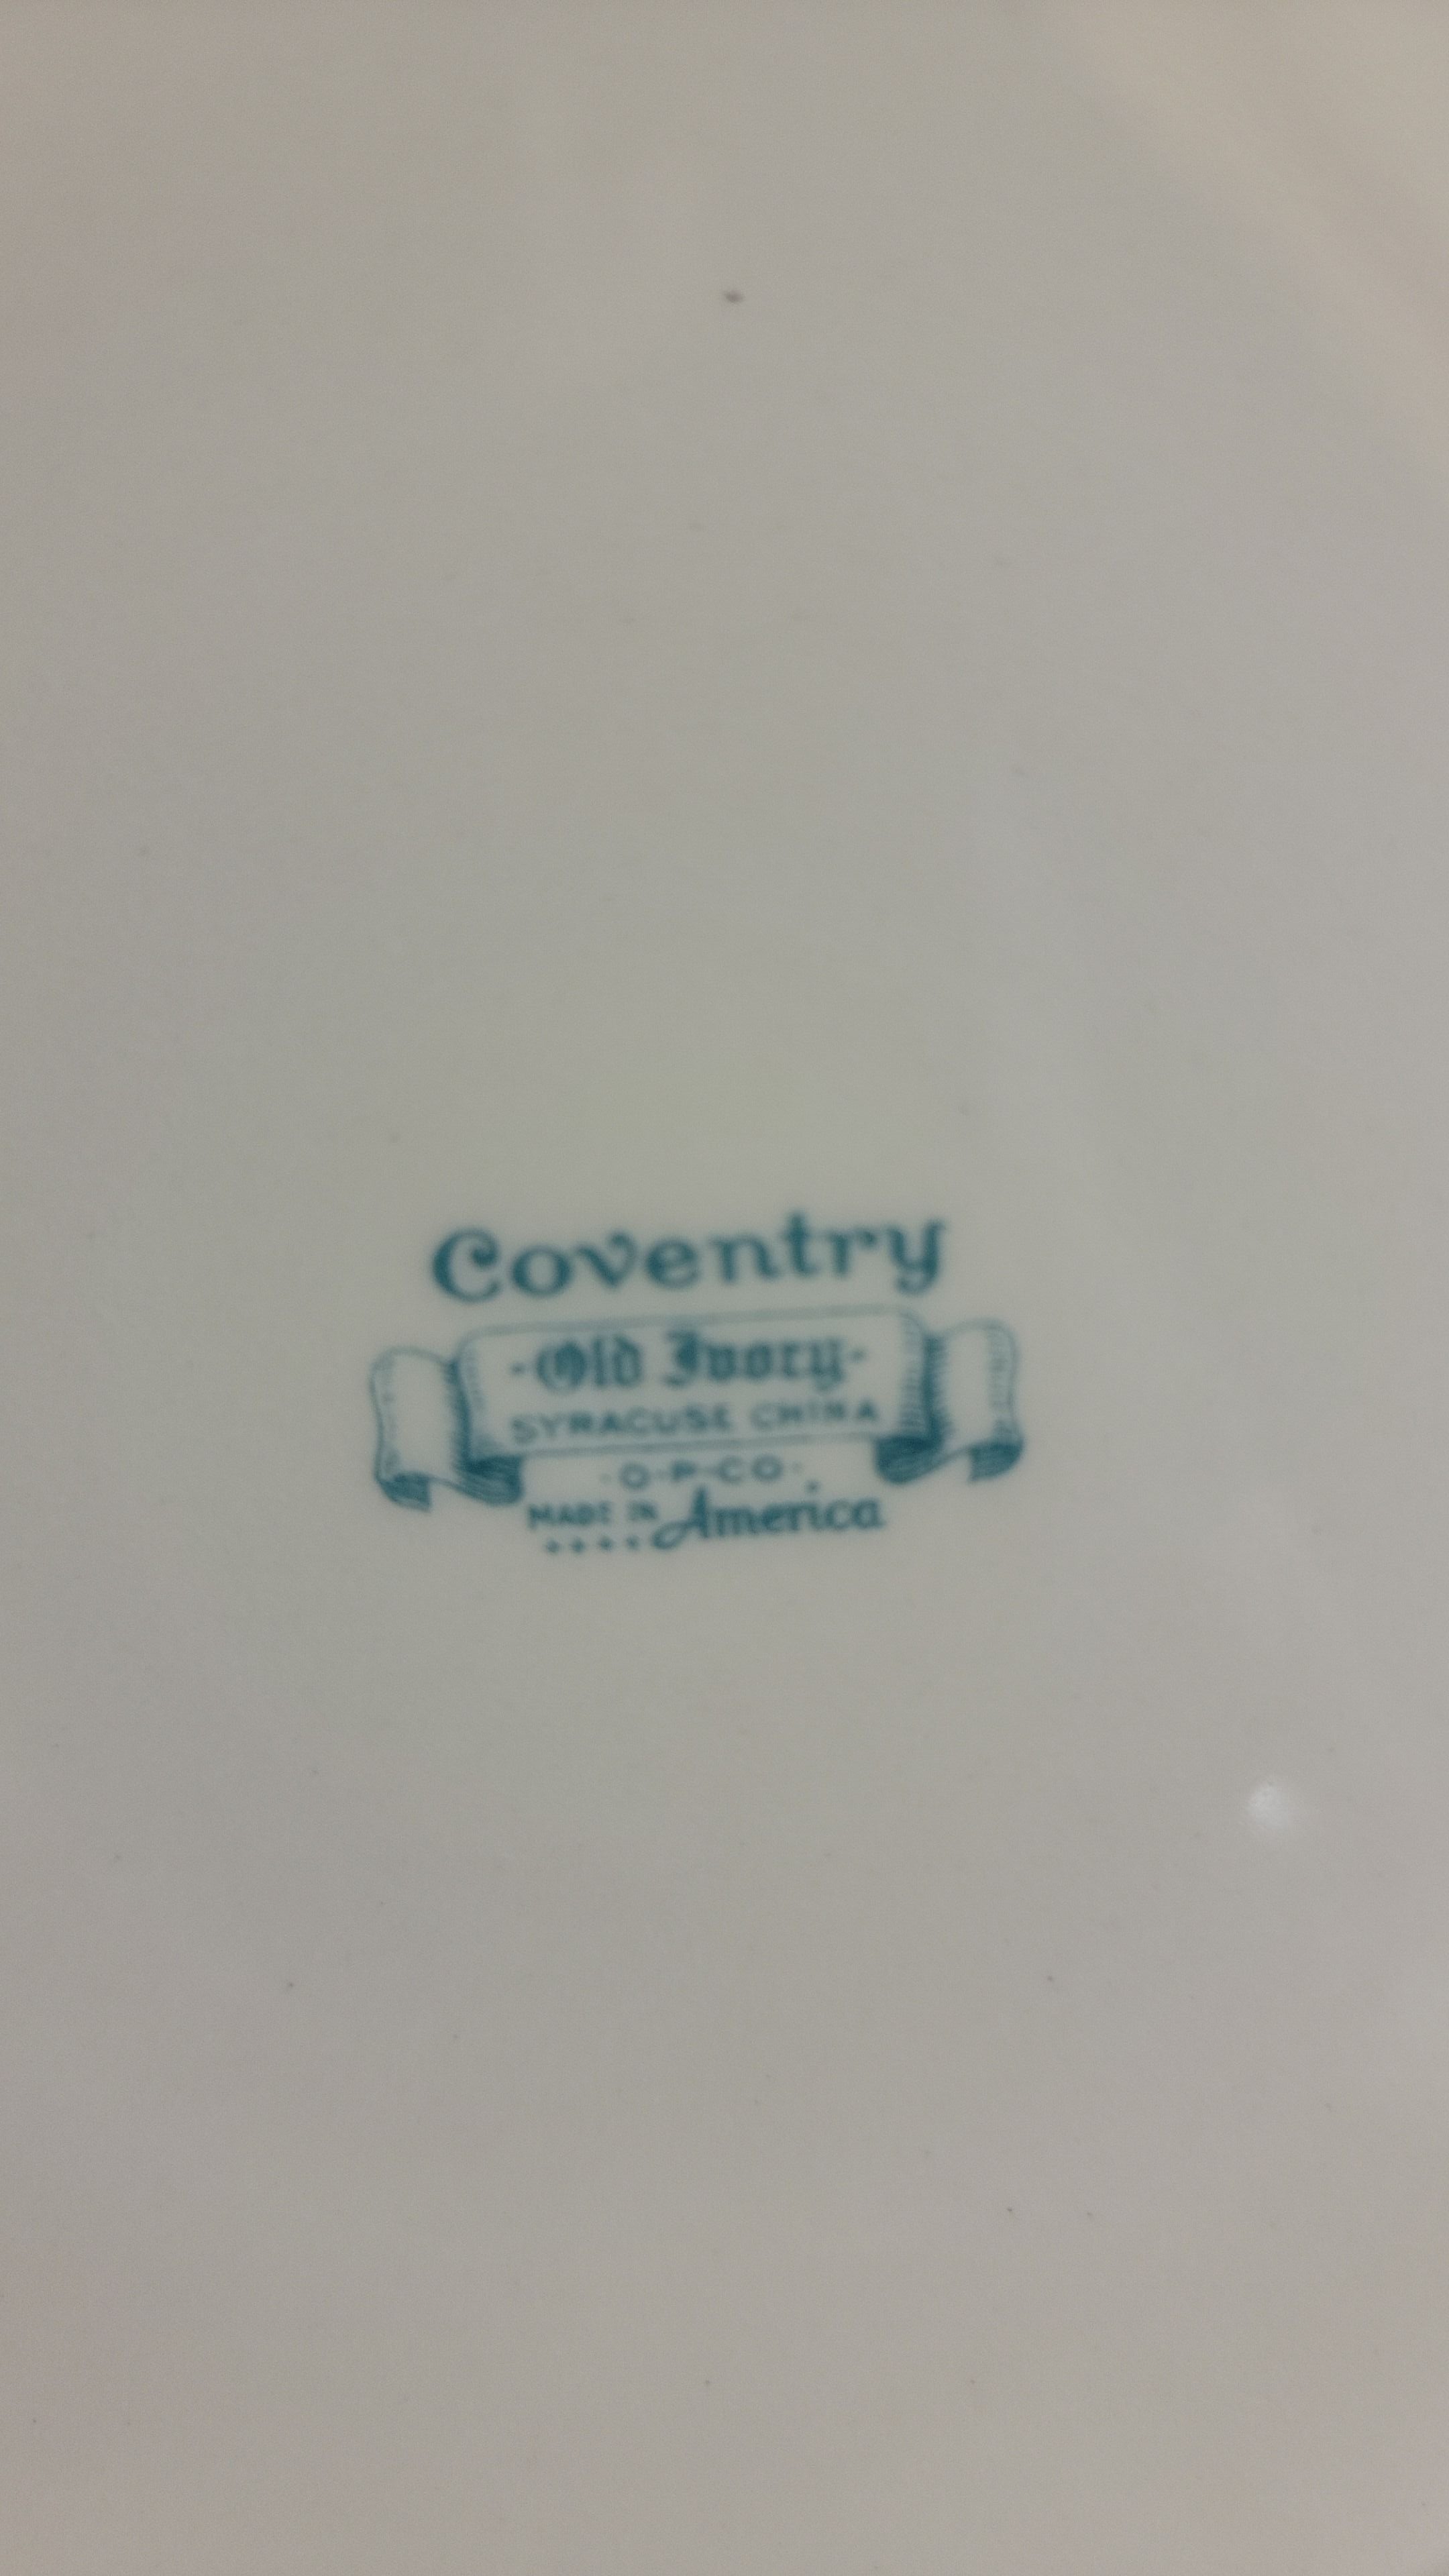 Coventry
-Old Ivory-
SYRACUSE CHINA
·O·P·CO·
MADE IN America